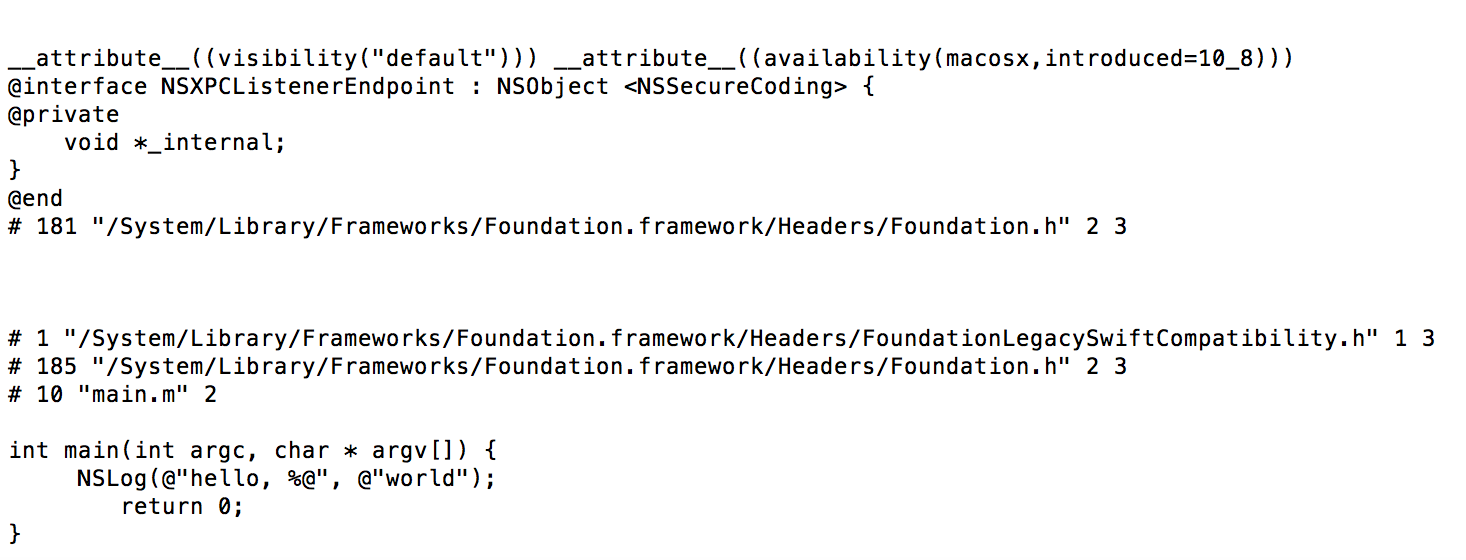 __attribute__((visibility("default"))) __attribute__((availability(macosx,introduced=10_8)))
@interface NSXPCListenerEndpoint : NSObject <NSSecureCoding> {
@private
    void *_internal;
}
@end
# 181 "/System/Library/Frameworks/Foundation.framework/Headers/Foundation.h" 2 3
# 1 "/System/Library/Frameworks/Foundation.framework/Headers/FoundationLegacySwiftCompatibility.h" 1 3
# 185 "/System/Library/Frameworks/Foundation.framework/Headers/Foundation.h" 2 3
# 10 "main.m" 2
int main(int argc, char * argv[]) {
     NSLog(@"hello, %@", @"world");
        return 0;
}